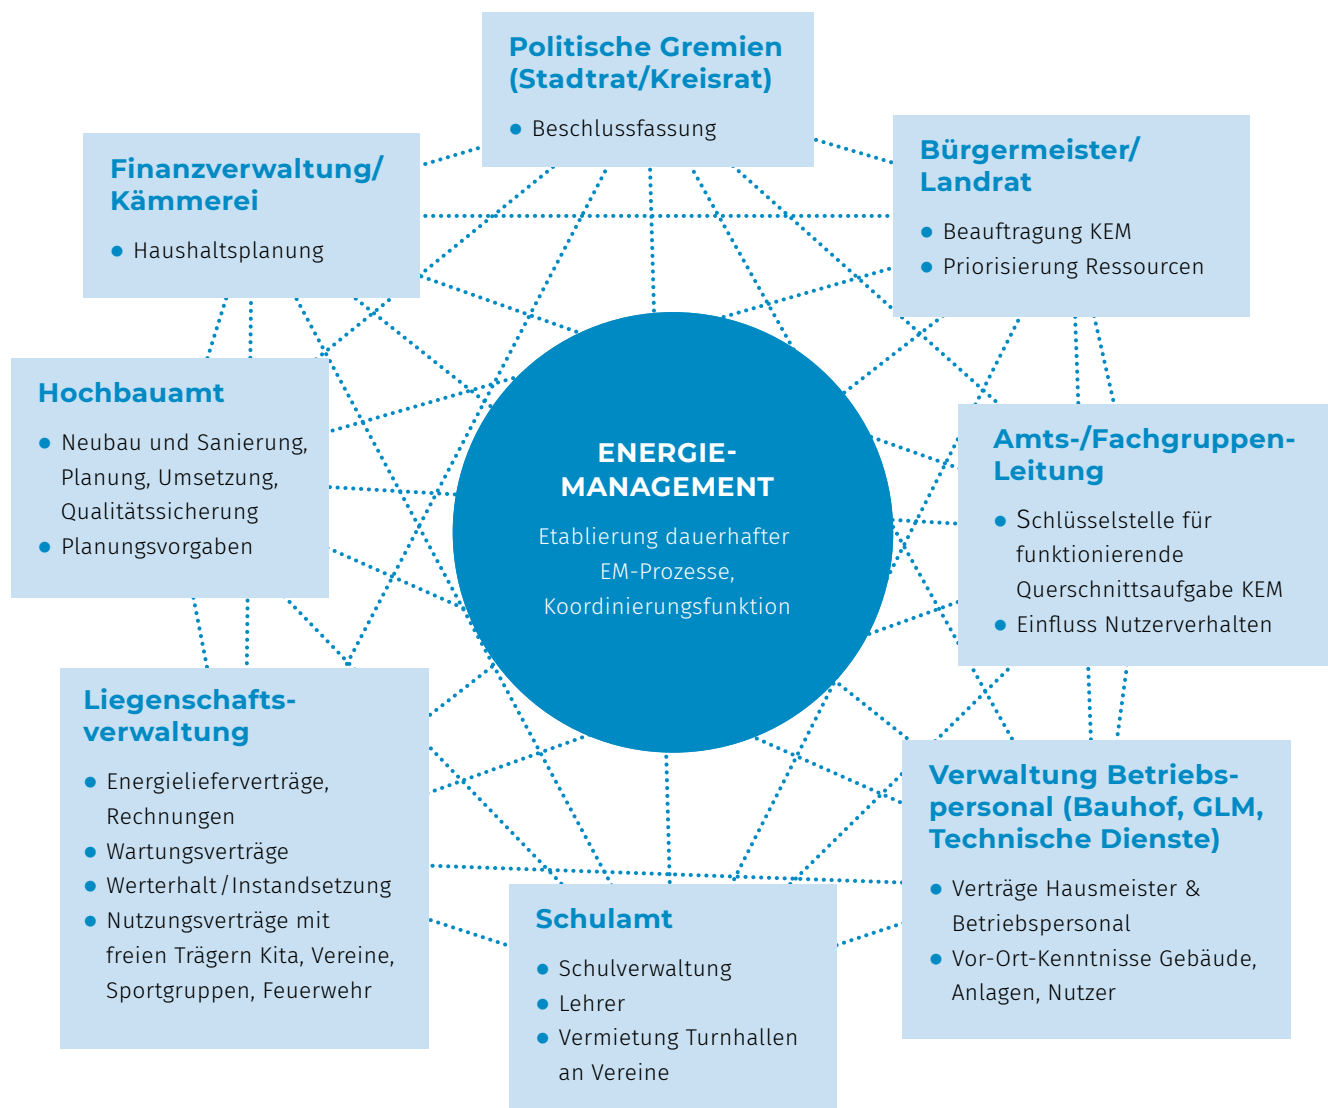 Politische Gremien
(Stadtrat/Kreisrat)
● Beschlussfassung
Finanzverwaltung/
Kämmerei
● Haushaltsplanung
Bürgermeister/
Landrat
● Beauftragung KEM
● Priorisierung Ressourcen
Hochbauamt
● Neubau und Sanierung,
Planung, Umsetzung,
Qualitätssicherung
● Planungsvorgaben
ENERGIE-
MANAGEMENT
Etablierung dauerhafter
EM-Prozesse,
Koordinierungsfunktion
Amts-/Fachgruppen-
Leitung
● Schlüsselstelle für
funktionierende
Querschnittsaufgabe KEM
● Einfluss Nutzerverhalten
Liegenschafts-
verwaltung
● Energielieferverträge,
Rechnungen
● Wartungsverträge
● Werterhalt / Instandsetzung
● Nutzungsverträge mit
freien Trägern Kita, Vereine,
Sportgruppen, Feuerwehr
Schulamt
● Schulverwaltung
● Lehrer
● Vermietung Turnhallen
an Vereine
Verwaltung Betriebs-
personal (Bauhof, GLM,
Technische Dienste)
● Verträge Hausmeister &
Betriebspersonal
● Vor-Ort-Kenntnisse Gebäude,
Anlagen, Nutzer